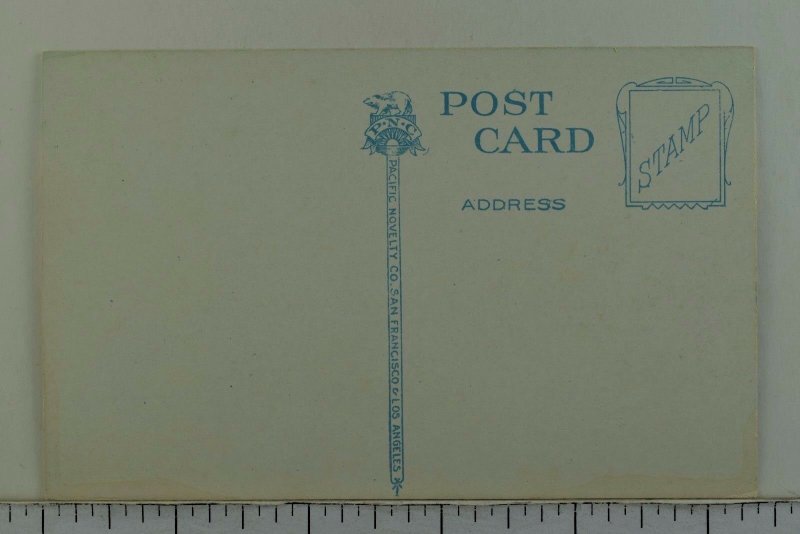 P·N·C
POST
CARD
STAMP
ADDRESS
PACIFIC NOVELTY CO. SAN FRANCISCO & LOS ANGELES